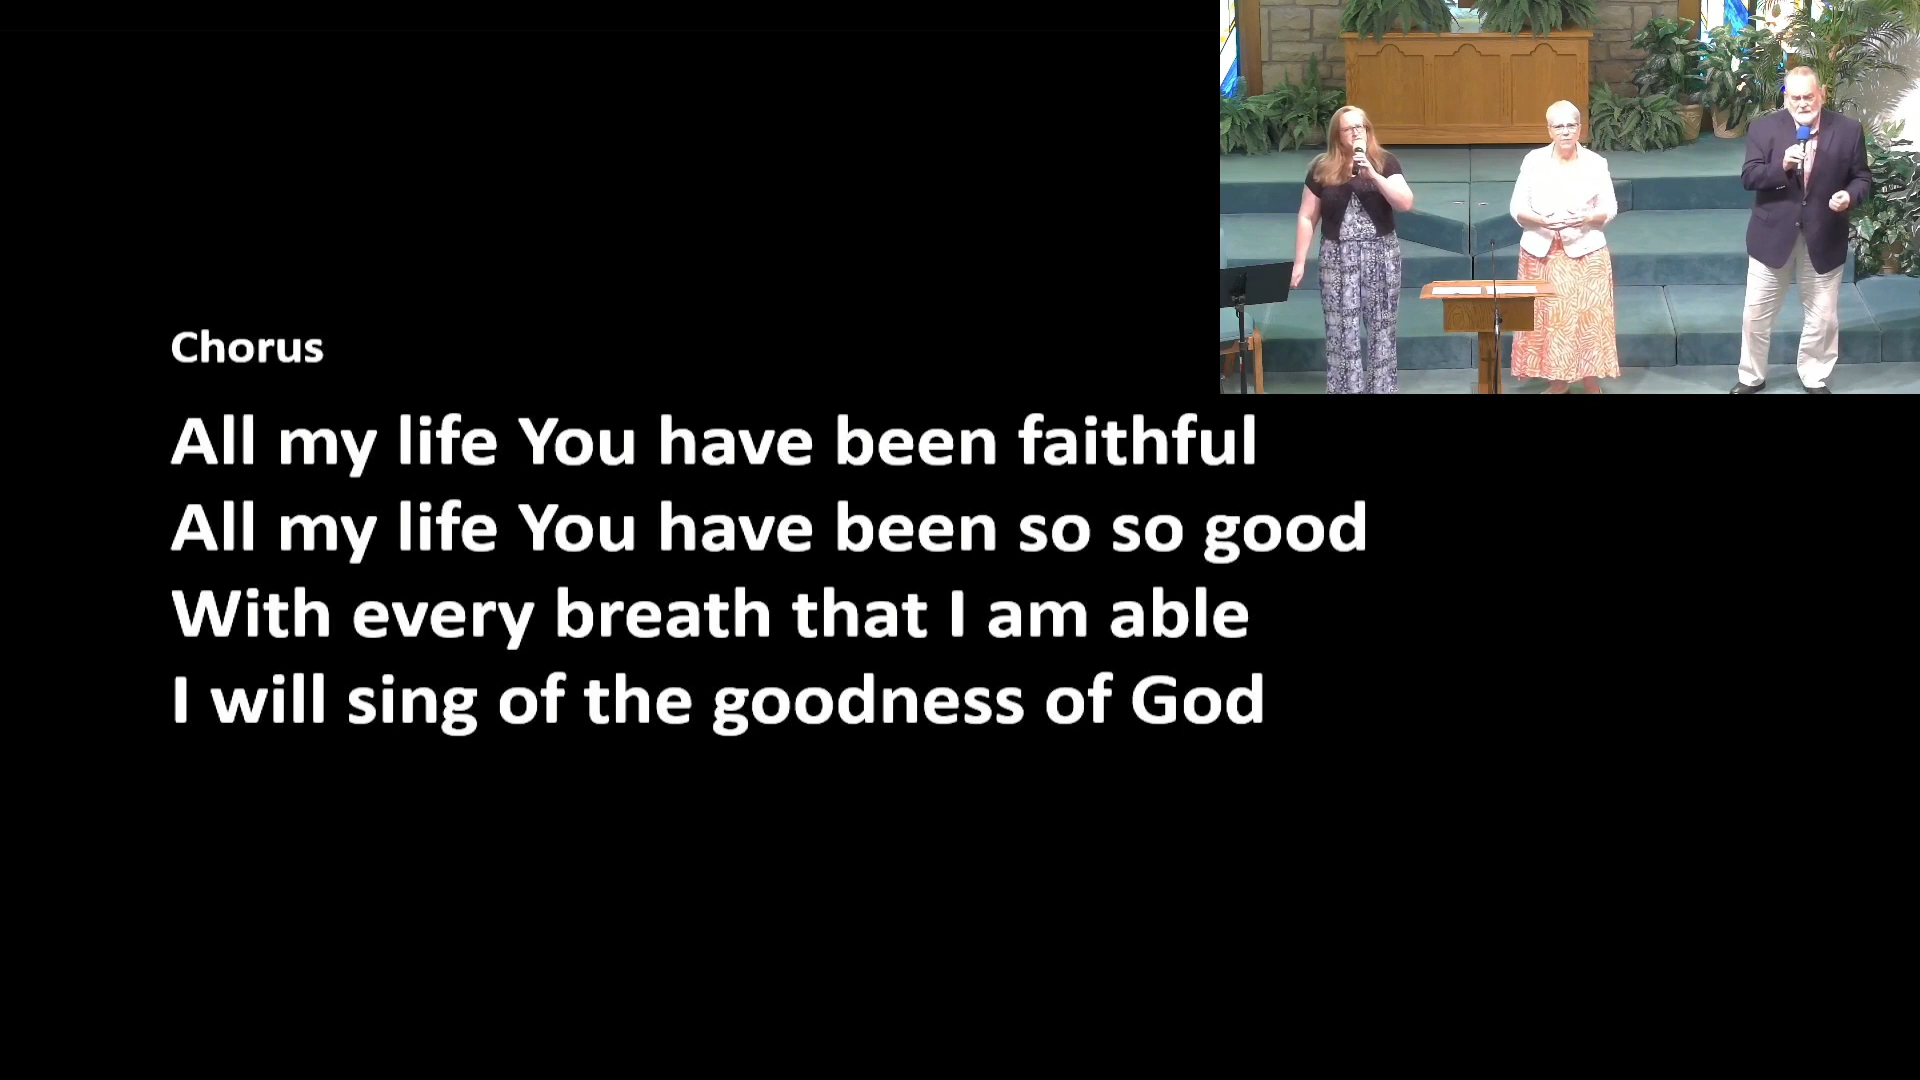 Chorus
All my life You have been faithful
All my life You have been so so good
With every breath that I am able
I will sing of the goodness of God